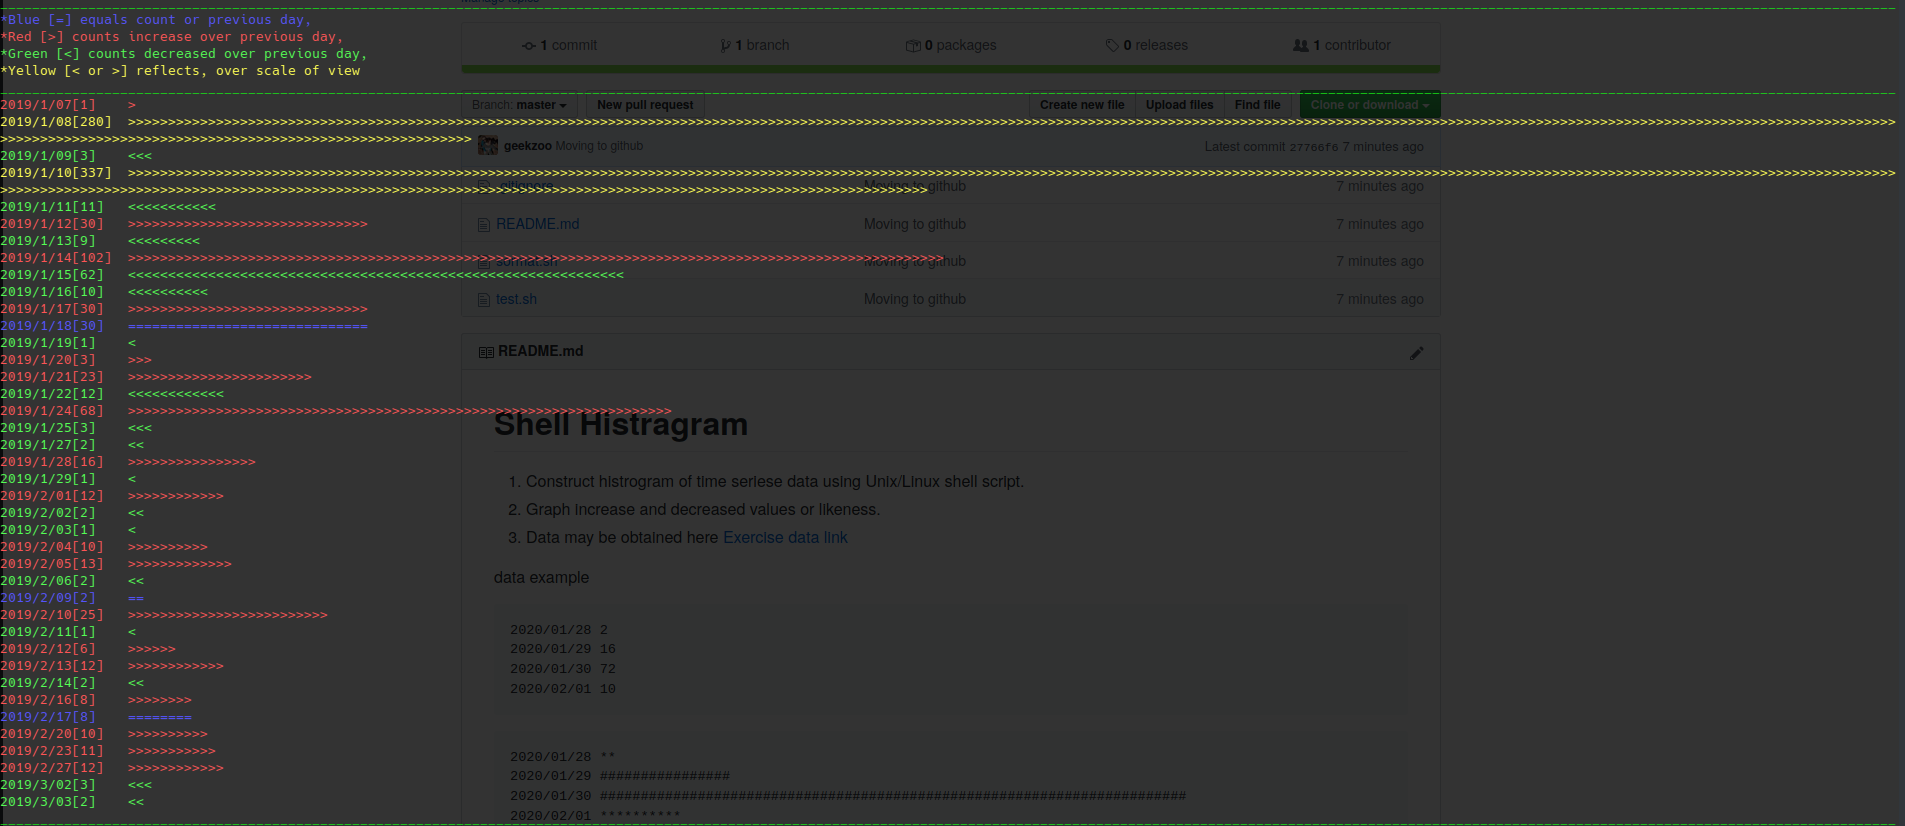 *Blue [=] equals count or previous day,
*Red [>] counts increase over previous day,
*Green [<] counts decreased over previous day,
*Yellow [< or >] reflects, over scale of view
2019/1/07[1] >
2019/1/08[280] >>>>>>>>>>>>>>>>>>>>>>>>>>>>>>>>>>>>>>>>>>>>>>>>>>>>>>>>>>>>>>>>>>>>>>>>>>>>>>>>>>>>>>>>>>>>>>>>>>>>>>>>>>>>>>>>>>>>>>>>>>>>>>>>>>>>>>>>>>>>>>>>>>>>>>>>>>>>>>>>>>>>>>>>>>>>>>>>>>>>>>>>>>>>>>>>>>>>>>>>>>>>>>>>>>>>>>>>>>>>>
>>>>>>>>>>>>>>>>>>>>>>>>>>>>>>>>>>>>>>>>>>>>>>>>>>>>>>>>>>>
2019/1/09[3] <<<
2019/1/10[337] >>>>>>>>>>>>>>>>>>>>>>>>>>>>>>>>>>>>>>>>>>>>>>>>>>>>>>>>>>>>>>>>>>>>>>>>>>>>>>>>>>>>>>>>>>>>>>>>>>>>>>>>>>>>>>>>>>>>>>>>>>>>>>>>>>>>>>>>>>>>>>>>>>>>>>>>>>>>>>>>>>>>>>>>>>>>>>>>>>>>>>>>>>>>>>>>>>>>>>>>>>>>>>>>>>>>>>>>>>>>>
>>>>>>>>>>>>>>>>>>>>>>>>>>>>>>>>>>>>>>>>>>>>>>>>>>>>>>>>>>>>>>>>>>>>>>>>>>>>>>>>>>>>>>>>>>>>>>>>>>>>>>>>>>>>>>>>>>>>
2019/1/11[11] <<<<<<<<<<<
2019/1/12[30] >>>>>>>>>>>>>>>>>>>>>>>>>>>>>>
2019/1/13[9] <<<<<<<<<
2019/1/14[102] >>>>>>>>>>>>>>>>>>>>>>>>>>>>>>>>>>>>>>>>>>>>>>>>>>>>>>>>>>>>>>>>>>>>>>>>>>>>>>>>>>>>>>>>>>>>>>>>>>>>>>
2019/1/15[62] <<<<<<<<<<<<<<<<<<<<<<<<<<<<<<<<<<<<<<<<<<<<<<<<<<<<<<<<<<<<<<
2019/1/16[10] <<<<<<<<<<
2019/1/17[30] >>>>>>>>>>>>>>>>>>>>>>>>>>>>>>
2019/1/18[30] ==============================
2019/1/19[1] <
2019/1/20[3] >>>
2019/1/21[23] >>>>>>>>>>>>>>>>>>>>>>>
2019/1/22[12] <<<<<<<<<<<<
2019/1/24[68] >>>>>>>>>>>>>>>>>>>>>>>>>>>>>>>>>>>>>>>>>>>>>>>>>>>>>>>>>>>>>>>>>>>>
2019/1/25[3] <<<
2019/1/27[2] <<
2019/1/28[16] >>>>>>>>>>>>>>>>
2019/1/29[1] <
2019/2/01[12] >>>>>>>>>>>>
2019/2/02[2] <<
2019/2/03[1] <
2019/2/04[10] >>>>>>>>>>
2019/2/05[13] >>>>>>>>>>>>>
2019/2/06[2] <<
2019/2/09[2] ==
2019/2/10[25] >>>>>>>>>>>>>>>>>>>>>>>>>
2019/2/11[1] <
2019/2/12[6] >>>>>>
2019/2/13[12] >>>>>>>>>>>>
2019/2/14[2] <<
2019/2/16[8] >>>>>>>>
2019/2/17[8] ========
2019/2/20[10] >>>>>>>>>>
2019/2/23[11] >>>>>>>>>>>
2019/2/27[12] >>>>>>>>>>>>
2019/3/02[3] <<<
2019/3/03[2] <<
1 commit 1 branch 0 packages 0 releases 1 contributor
Branch: master New pull request Create new file Upload files Find file Clone or download
geekzoo Moving to github Latest commit 27766f6 7 minutes ago
.gitignore Moving to github 7 minutes ago
README.md Moving to github 7 minutes ago
Moving to github 7 minutes ago
test.sh Moving to github 7 minutes ago
README.md
Shell Histragram
1. Construct histrogram of time seriese data using Unix/Linux shell script.
2. Graph increase and decreased values or likeness.
3. Data may be obtained here Exercise data link
data example
2020/01/28 2
2020/01/29 16
2020/01/30 72
2020/02/01 10
2020/01/28 **
2020/01/29 ################
2020/01/30 ########################################################################
2020/02/01 **********